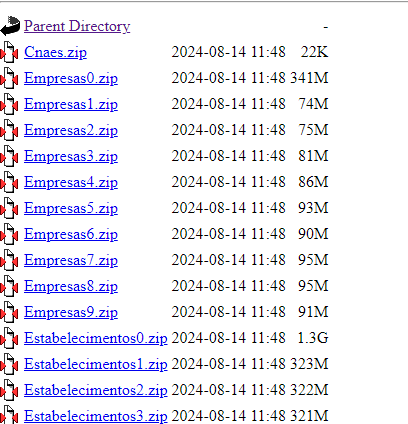 Parent Directory -
Cnaes.zip 2024-08-14 11:48 22K
Empresas0.zip 2024-08-14 11:48 341M
Empresas1.zip 2024-08-14 11:48 74M
Empresas2.zip 2024-08-14 11:48 75M
Empresas3.zip 2024-08-14 11:48 81M
Empresas4.zip 2024-08-14 11:48 86M
Empresas5.zip 2024-08-14 11:48 93M
Empresas6.zip 2024-08-14 11:48 90M
Empresas7.zip 2024-08-14 11:48 95M
Empresas8.zip 2024-08-14 11:48 95M
Empresas9.zip 2024-08-14 11:48 91M
Estabelecimentos0.zip 2024-08-14 11:48 1.3G
Estabelecimentos1.zip 2024-08-14 11:48 323M
Estabelecimentos2.zip 2024-08-14 11:48 322M
Estabelecimentos3.zip 2024-08-14 11:48 321M